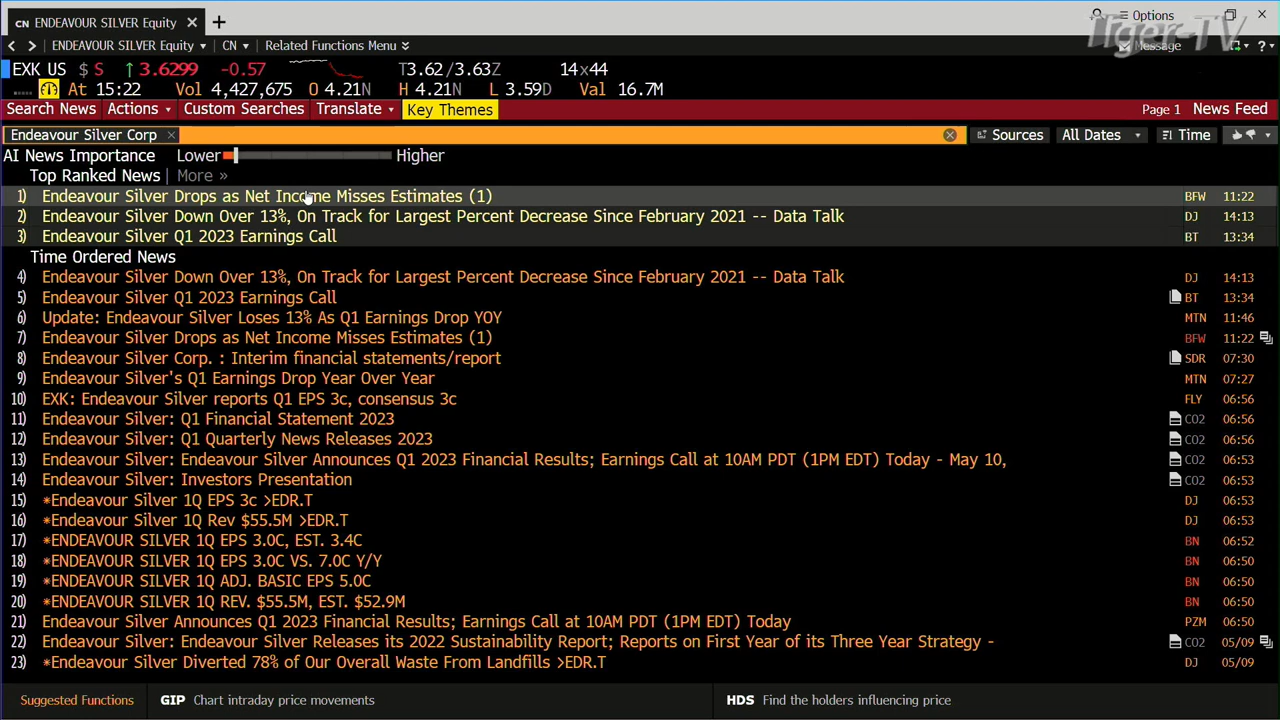 CN ENDEAVOUR SILVER Equity × +
Options
Tiger-TV
< > ENDEAVOUR SILVER Equity ▾ CN ▾ Related Functions Menu
Message
?
EXK US $ S ↑ 3.6299 -0.57 T3.62/3.63Z 14x44
At 15:22 Vol 4,427,675 O 4.21N H 4.21N L 3.59D Val 16.7M
Search News Actions Custom Searches Translate Key Themes Page 1 News Feed
Endeavour Silver Corp × Sources All Dates Time
AI News Importance Lower Higher
Top Ranked News | More »
1) Endeavour Silver Drops as Net Income Misses Estimates (1) BFW 11:22
2) Endeavour Silver Down Over 13%, On Track for Largest Percent Decrease Since February 2021 -- Data Talk DJ 14:13
3) Endeavour Silver Q1 2023 Earnings Call BT 13:34
Time Ordered News
4) Endeavour Silver Down Over 13%, On Track for Largest Percent Decrease Since February 2021 -- Data Talk DJ 14:13
5) Endeavour Silver Q1 2023 Earnings Call BT 13:34
6) Update: Endeavour Silver Loses 13% As Q1 Earnings Drop YOY MTN 11:46
7) Endeavour Silver Drops as Net Income Misses Estimates (1) BFW 11:22
8) Endeavour Silver Corp. : Interim financial statements/report SDR 07:30
9) Endeavour Silver's Q1 Earnings Drop Year Over Year MTN 07:27
10) EXK: Endeavour Silver reports Q1 EPS 3c, consensus 3c FLY 06:56
11) Endeavour Silver: Q1 Financial Statement 2023 CO2 06:56
12) Endeavour Silver: Q1 Quarterly News Releases 2023 CO2 06:56
13) Endeavour Silver: Endeavour Silver Announces Q1 2023 Financial Results; Earnings Call at 10AM PDT (1PM EDT) Today - May 10, CO2 06:53
14) Endeavour Silver: Investors Presentation CO2 06:53
15) *Endeavour Silver 1Q EPS 3c >EDR.T DJ 06:53
16) *Endeavour Silver 1Q Rev $55.5M >EDR.T DJ 06:53
17) *ENDEAVOUR SILVER 1Q EPS 3.0C, EST. 3.4C BN 06:52
18) *ENDEAVOUR SILVER 1Q EPS 3.0C VS. 7.0C Y/Y BN 06:50
19) *ENDEAVOUR SILVER 1Q ADJ. BASIC EPS 5.0C BN 06:50
20) *ENDEAVOUR SILVER 1Q REV. $55.5M, EST. $52.9M BN 06:50
21) Endeavour Silver Announces Q1 2023 Financial Results; Earnings Call at 10AM PDT (1PM EDT) Today PZM 06:50
22) Endeavour Silver: Endeavour Silver Releases its 2022 Sustainability Report; Reports on First Year of its Three Year Strategy - CO2 05/09
23) *Endeavour Silver Diverted 78% of Our Overall Waste From Landfills >EDR.T DJ 05/09
Suggested Functions GIP Chart intraday price movements HDS Find the holders influencing price